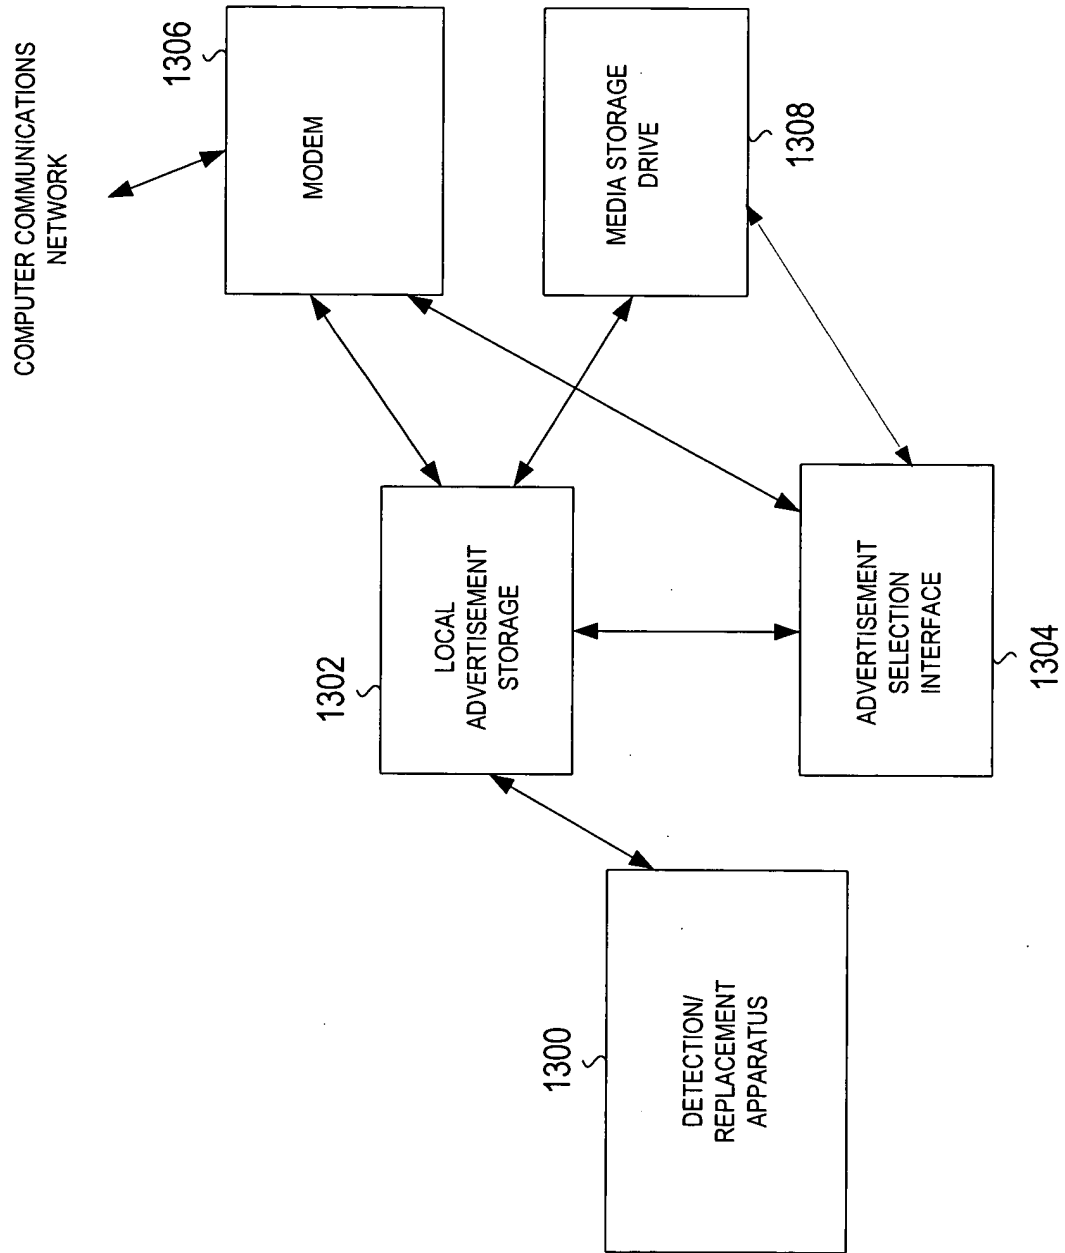 COMPUTER COMMUNICATIONS
NETWORK
1306
MODEM
MEDIA STORAGE
DRIVE
1308
1302
LOCAL
ADVERTISEMENT
STORAGE
ADVERTISEMENT
SELECTION
INTERFACE
1304
1300
DETECTION/
REPLACEMENT
APPARATUS